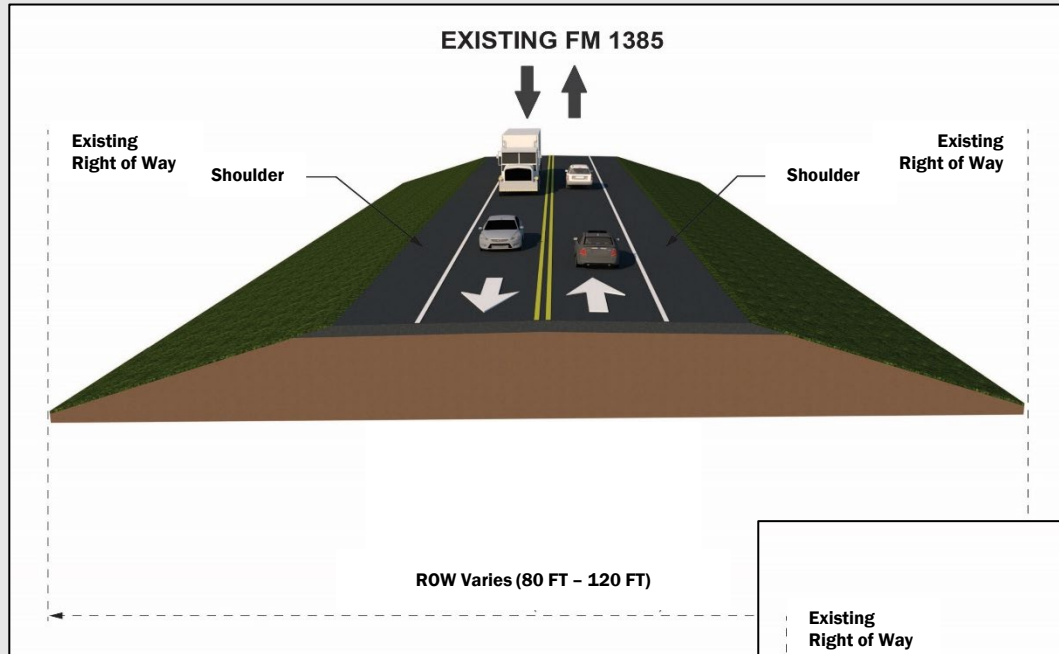 EXISTING FM 1385
Existing
Right of Way
Shoulder
Shoulder
Existing
Right of Way
ROW Varies (80 FT – 120 FT)
Existing
Right of Way